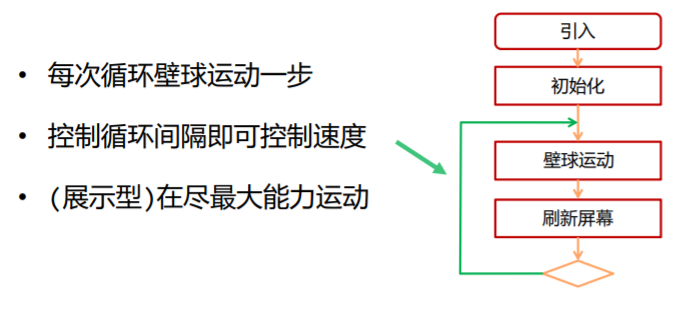 • 每次循环壁球运动一步
• 控制循环间隔即可控制速度
• (展示型)在尽最大能力运动
引入
初始化
壁球运动
刷新屏幕